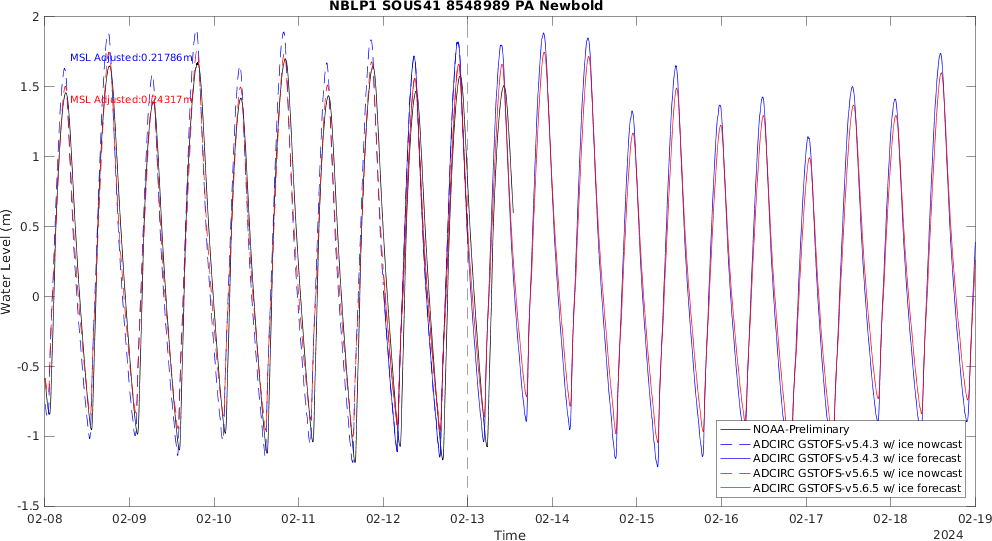 NBLP1 SOUS41 8548989 PA Newbold
2
1.5
1
0.5
0
-0.5
-1
-1.5
Water Level (m)
MSL Adjusted:0.21786m
MSL Adjusted:0.24317m
NOAA-Preliminary
ADCIRC GSTOFS-v5.4.3 w/ ice nowcast
ADCIRC GSTOFS-v5.4.3 w/ ice forecast
ADCIRC GSTOFS-v5.6.5 w/ ice nowcast
ADCIRC GSTOFS-v5.6.5 w/ ice forecast
02-08 02-09 02-10 02-11 02-12 02-13 02-14 02-15 02-16 02-17 02-18 02-19
Time
2024